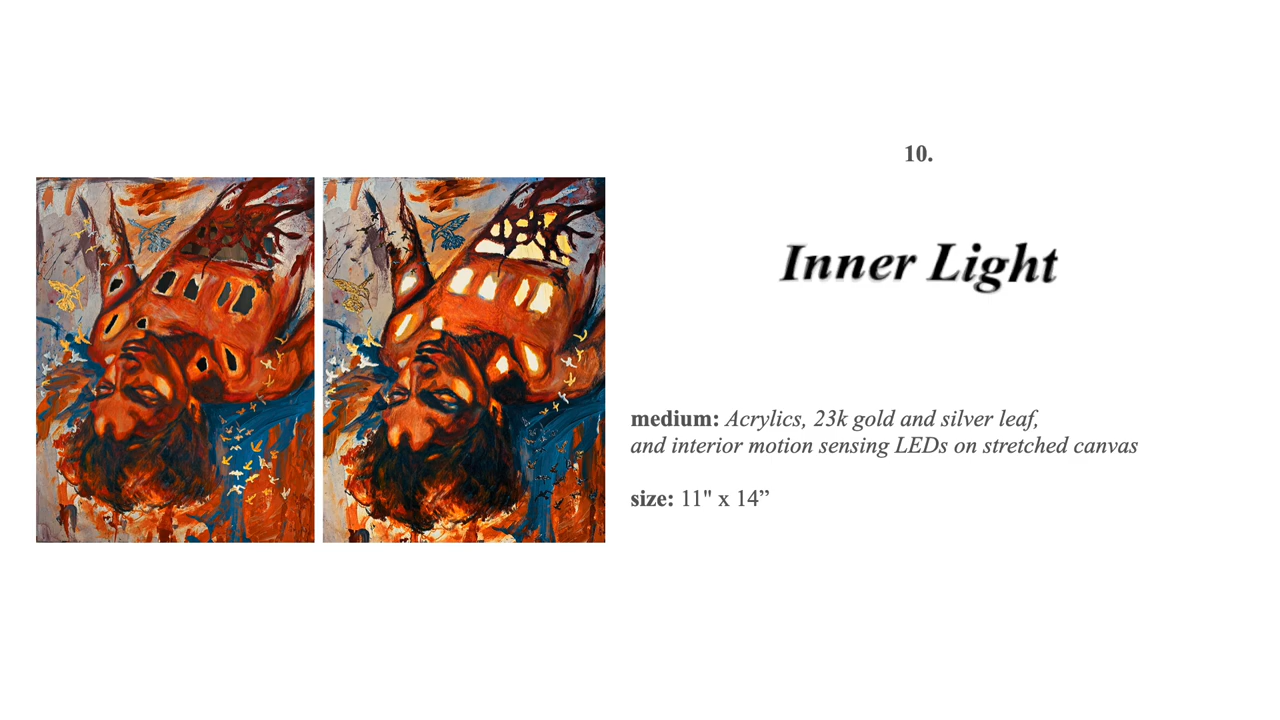 10.
Inner Light
medium: Acrylics, 23k gold and silver leaf,
and interior motion sensing LEDs on stretched canvas
size: 11" x 14”